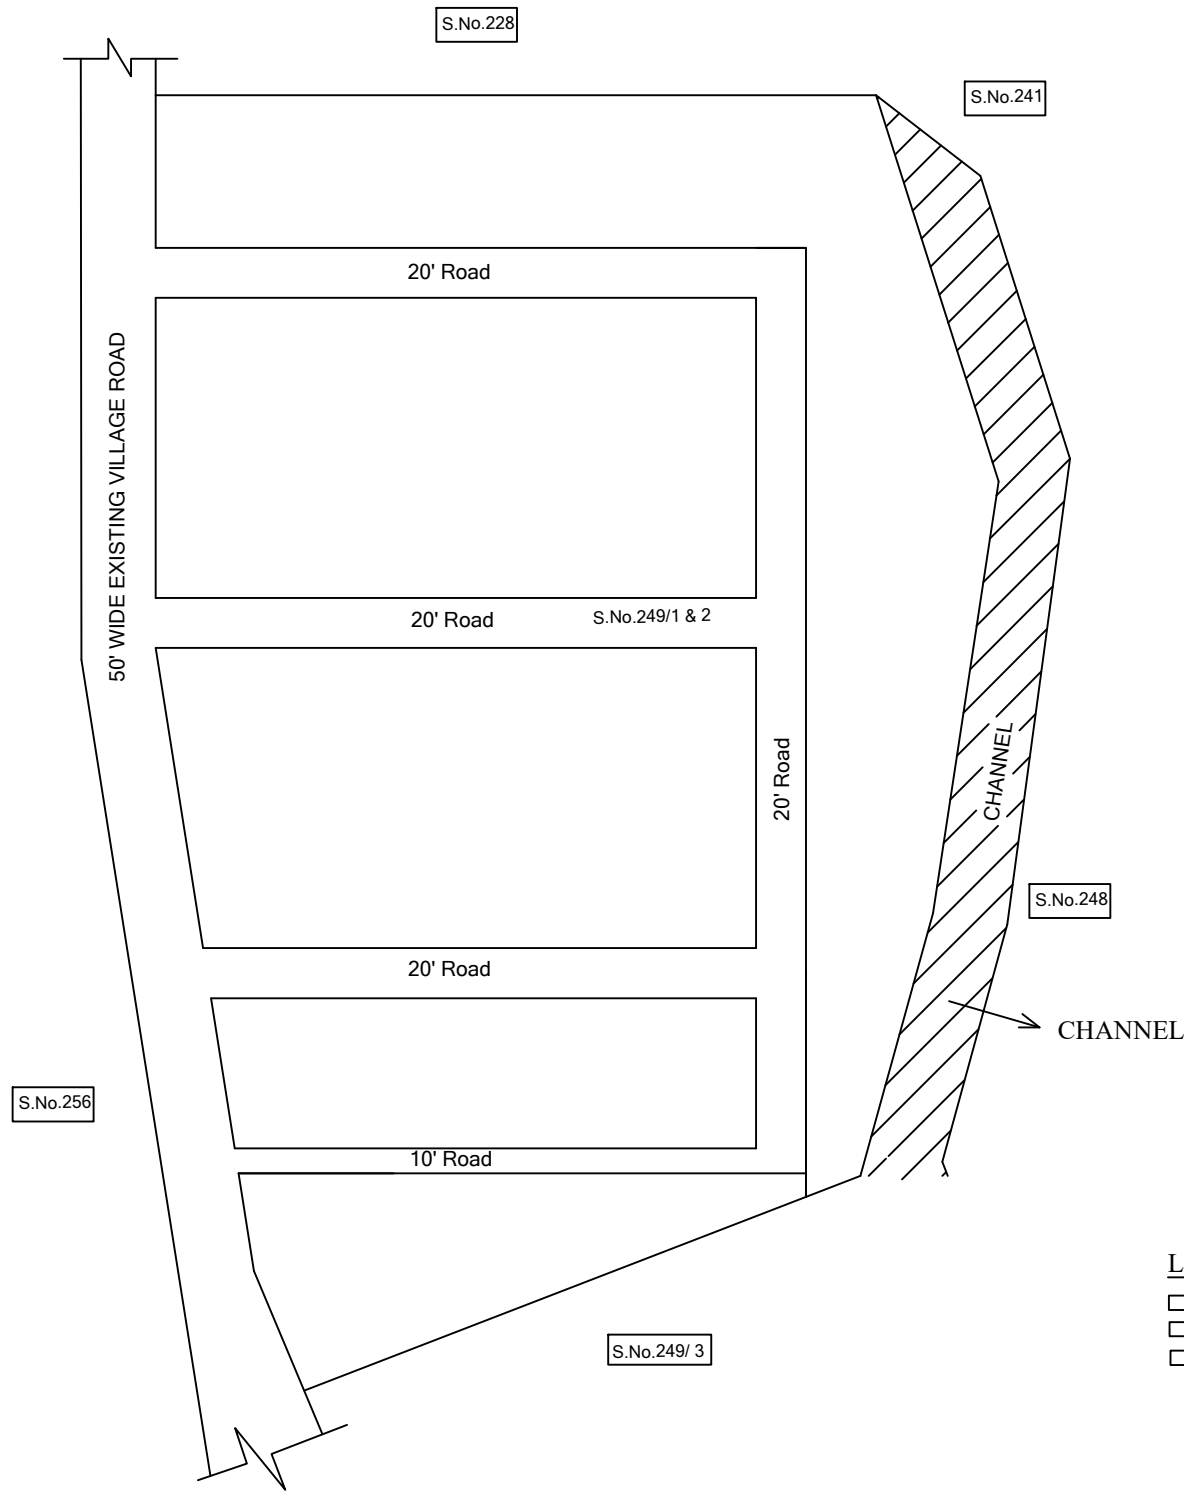 S.No.228
S.No.241
20' Road
50' WIDE EXISTING VILLAGE ROAD
20' Road
S.No.249/1 & 2
20' Road
CHANNEL
S.No.248
20' Road
CHANNEL
S.No.256
10' Road
L
S.No.249/ 3